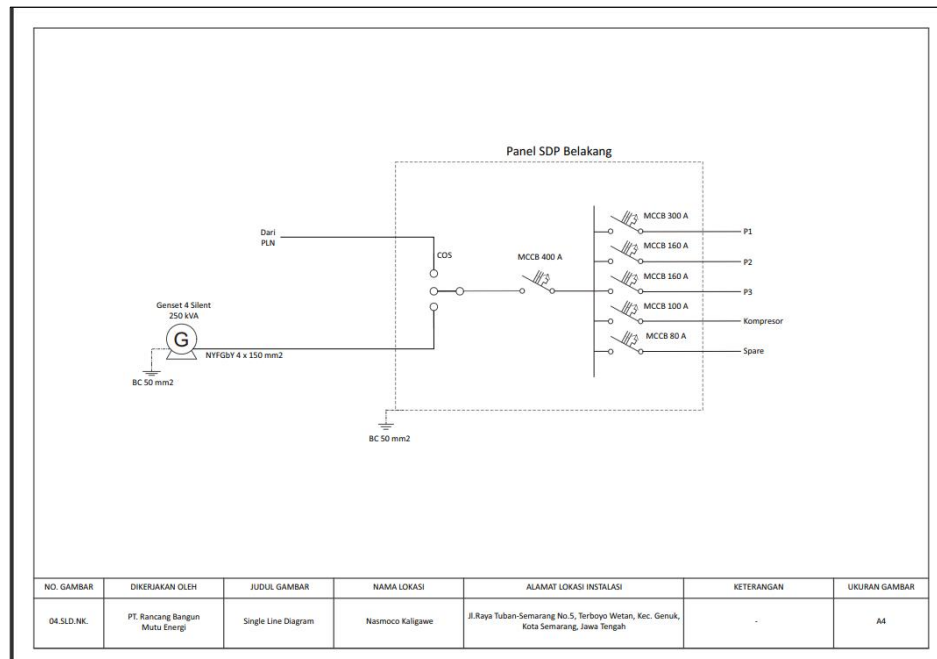 Panel SDP Belakang
Dari
PLN
COS
MCCB 400 A
MCCB 300 A
P1
MCCB 160 A
P2
MCCB 160 A
P3
MCCB 100 A
Kompresor
MCCB 80 A
Spare
Genset 4 Silent
250 kVA
G
NYFGbY 4 x 150 mm2
BC 50 mm2
BC 50 mm2
NO. GAMBAR
DIKERJAKAN OLEH
JUDUL GAMBAR
NAMA LOKASI
ALAMAT LOKASI INSTALASI
KETERANGAN
UKURAN GAMBAR
04.SLD.NK.
PT. Rancang Bangun
Mutu Energi
Single Line Diagram
Nasmoco Kaligawe
Jl.Raya Tuban-Semarang No.5, Terboyo Wetan, Kec. Genuk,
Kota Semarang, Jawa Tengah
-
A4